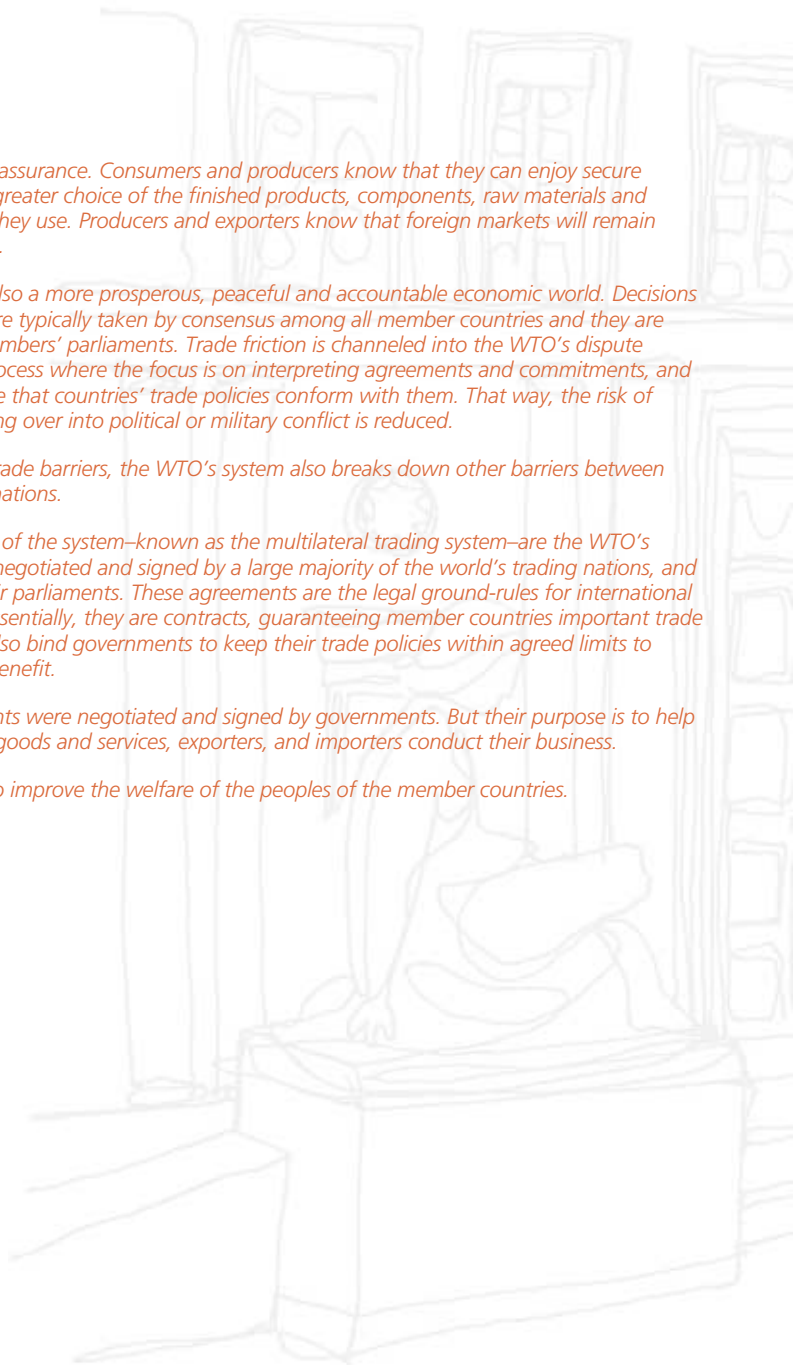 assurance. Consumers and producers know that they can enjoy secure
greater choice of the finished products, components, raw materials and
hey use. Producers and exporters know that foreign markets will remain
.
lso a more prosperous, peaceful and accountable economic world. Decisions
re typically taken by consensus among all member countries and they are
mbers’ parliaments. Trade friction is channeled into the WTO’s dispute
ocess where the focus is on interpreting agreements and commitments, and
e that countries’ trade policies conform with them. That way, the risk of
ng over into political or military conflict is reduced.
rade barriers, the WTO’s system also breaks down other barriers between
nations.
of the system–known as the multilateral trading system–are the WTO’s
negotiated and signed by a large majority of the world’s trading nations, and
ir parliaments. These agreements are the legal ground-rules for international
ssentially, they are contracts, guaranteeing member countries important trade
lso bind governments to keep their trade policies within agreed limits to
enefit.
nts were negotiated and signed by governments. But their purpose is to help
goods and services, exporters, and importers conduct their business.
o improve the welfare of the peoples of the member countries.